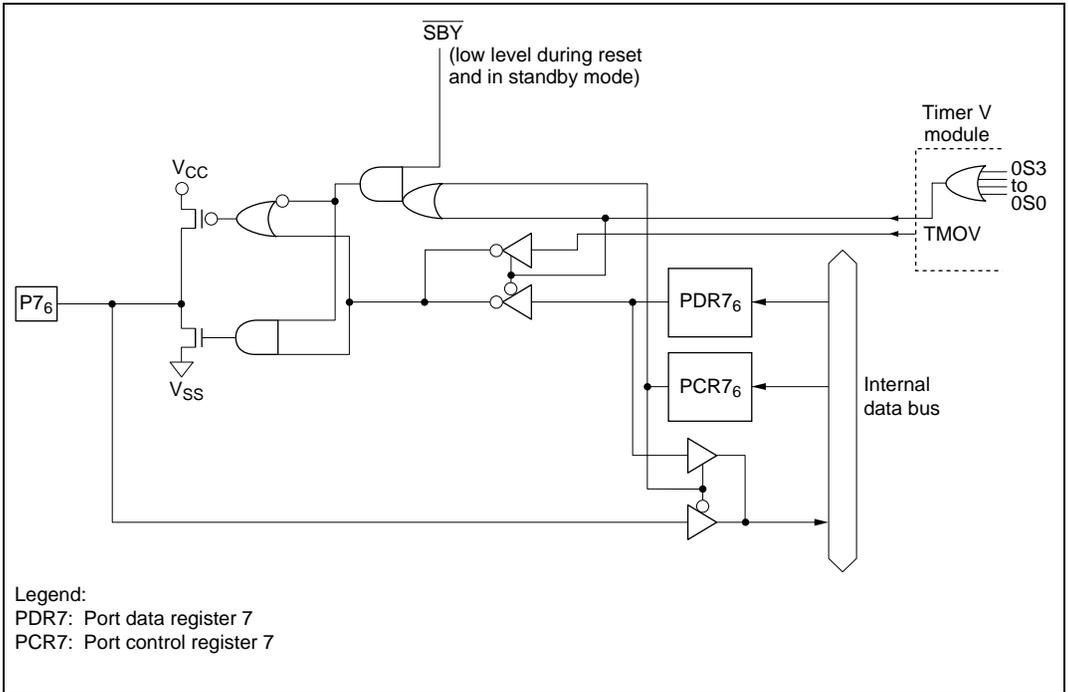 SBY
(low level during reset
and in standby mode)
Timer V
module
0S3
to
0S0
VCC
TMOV
P76
PDR76
PCR76
Internal
data bus
VSS
Legend:
PDR7: Port data register 7
PCR7: Port control register 7